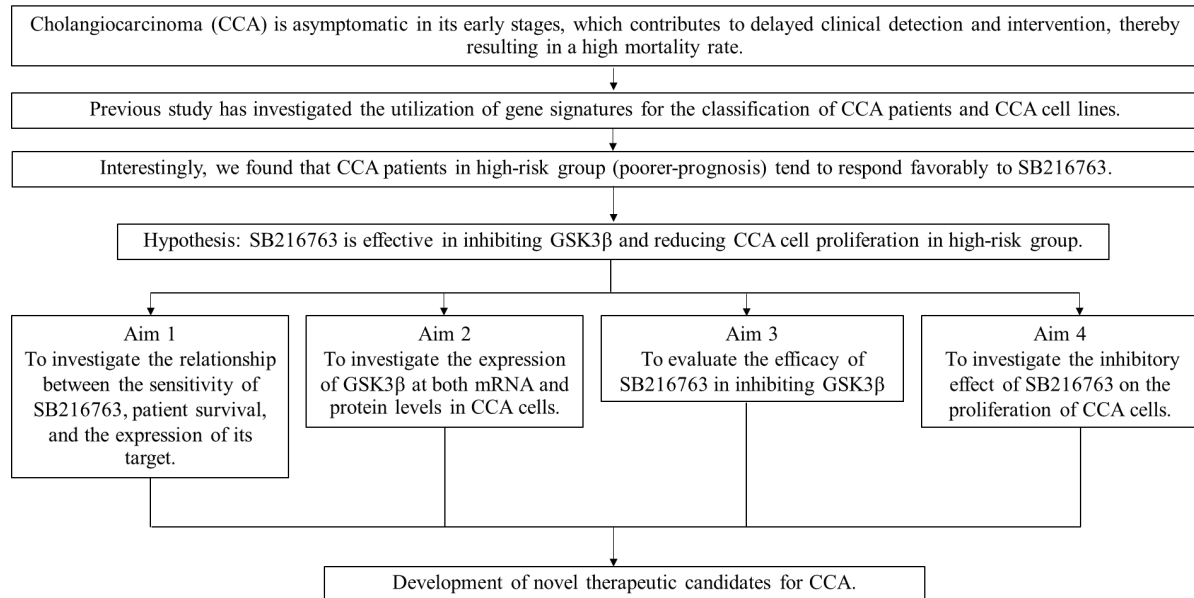 Cholangiocarcinoma (CCA) is asymptomatic in its early stages, which contributes to delayed clinical detection and intervention, thereby
resulting in a high mortality rate.
Previous study has investigated the utilization of gene signatures for the classification of CCA patients and CCA cell lines.
Interestingly, we found that CCA patients in high-risk group (poorer-prognosis) tend to respond favorably to SB216763.
Hypothesis: SB216763 is effective in inhibiting GSK3β and reducing CCA cell proliferation in high-risk group.
Aim 1
To investigate the relationship
between the sensitivity of
SB216763, patient survival,
and the expression of its
target.
Aim 2
To investigate the expression
of GSK3β at both mRNA and
protein levels in CCA cells.
Aim 3
To evaluate the efficacy of
SB216763 in inhibiting GSK3β
Aim 4
To investigate the inhibitory
effect of SB216763 on the
proliferation of CCA cells.
Development of novel therapeutic candidates for CCA.